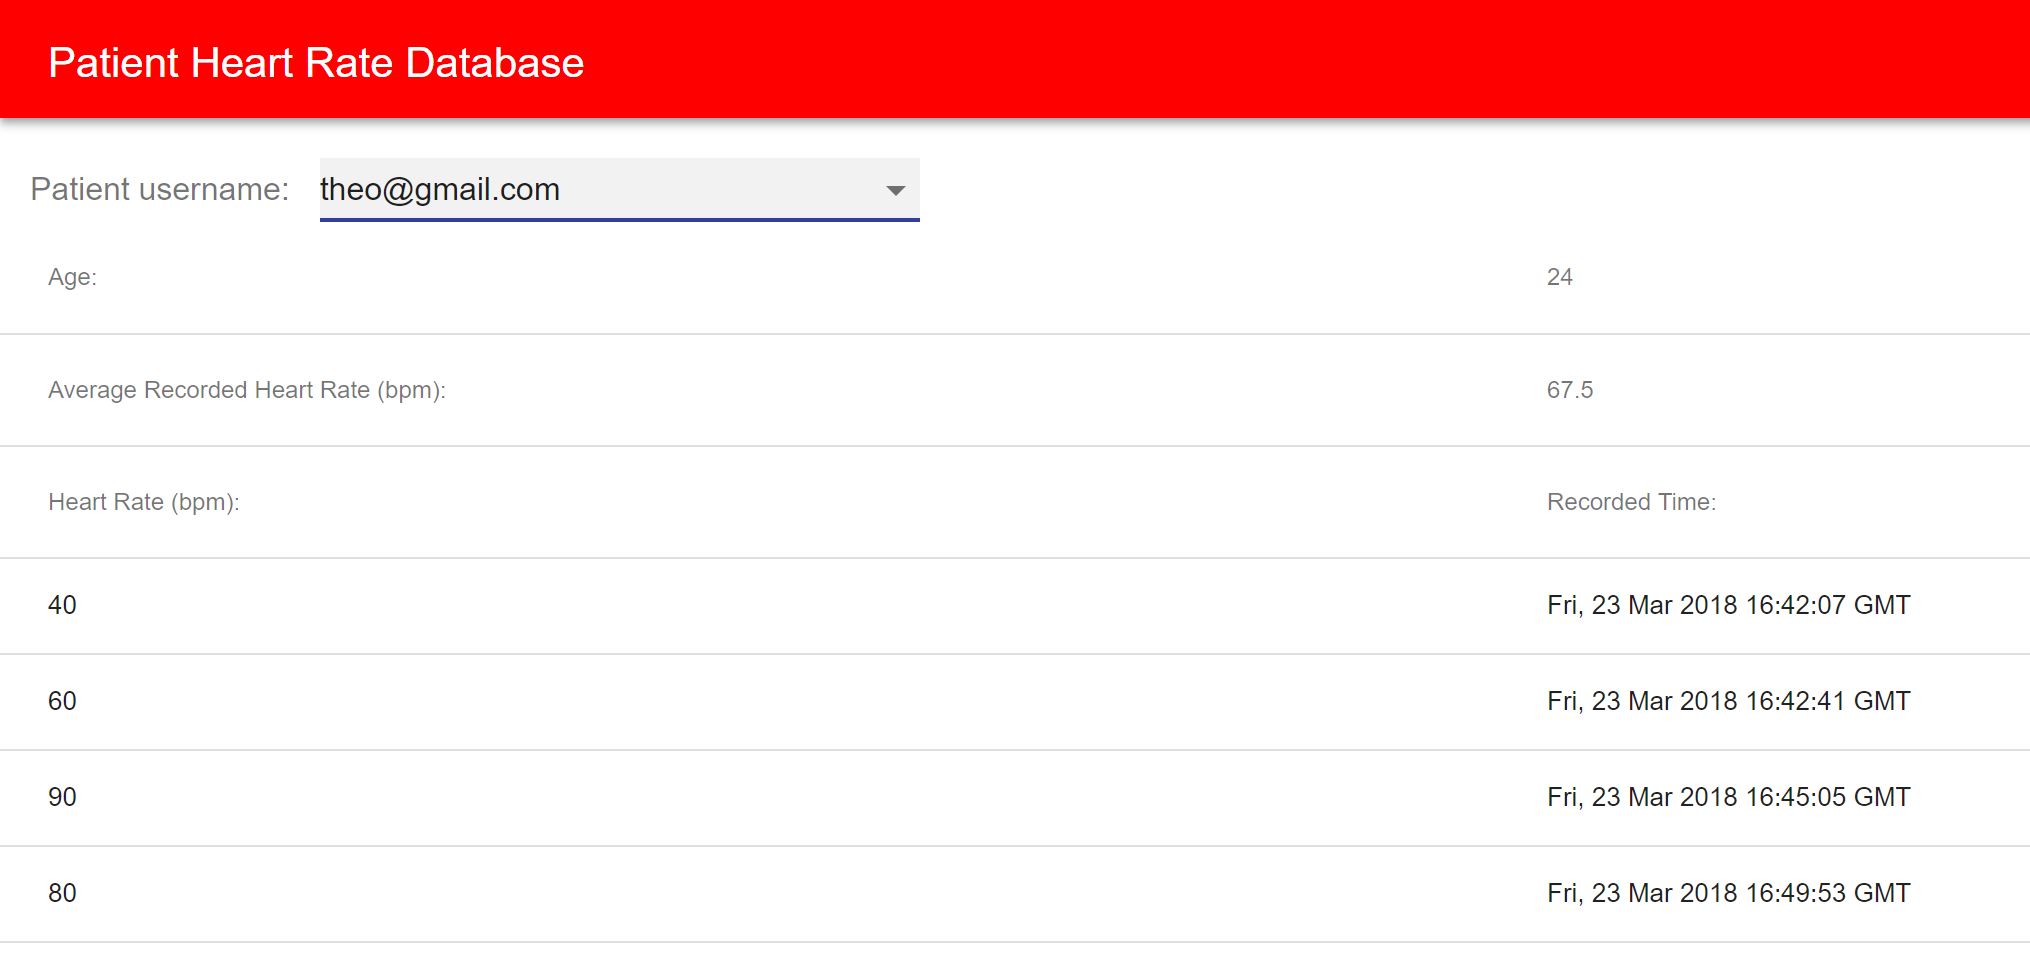 Patient Heart Rate Database
Patient username: theo@gmail.com
Age: 24
Average Recorded Heart Rate (bpm): 67.5
Heart Rate (bpm): Recorded Time:
40 Fri, 23 Mar 2018 16:42:07 GMT
60 Fri, 23 Mar 2018 16:42:41 GMT
90 Fri, 23 Mar 2018 16:45:05 GMT
80 Fri, 23 Mar 2018 16:49:53 GMT